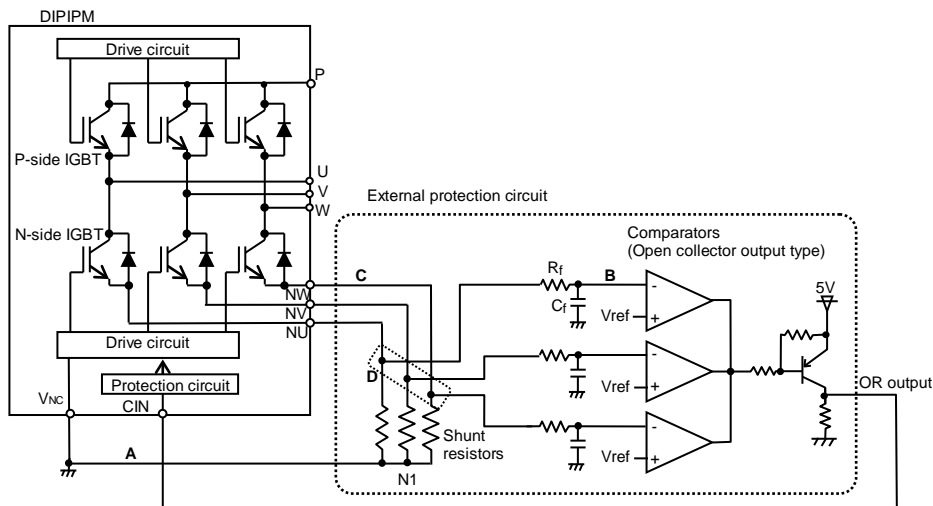 DIPIPM
Drive circuit
P
P-side IGBT
U
V
W
N-side IGBT
NW
NV
NU
Drive circuit
Protection circuit
VNC
CIN
A
External protection circuit
Comparators
(Open collector output type)
C
Rf
B
Cf
-
Vref
+
-
Vref
+
-
Vref
+
5V
OR output
D
Shunt
resistors
N1